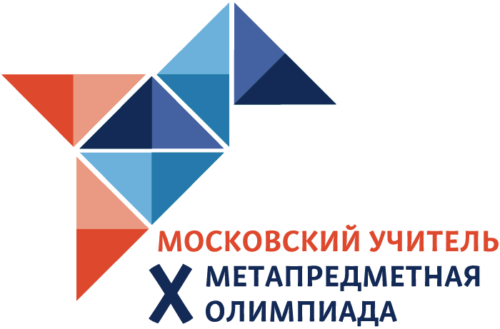 МОСКОВСКИЙ УЧИТЕЛЬ
X МЕТАПРЕДМЕТНАЯ
ОЛИМПИАДА